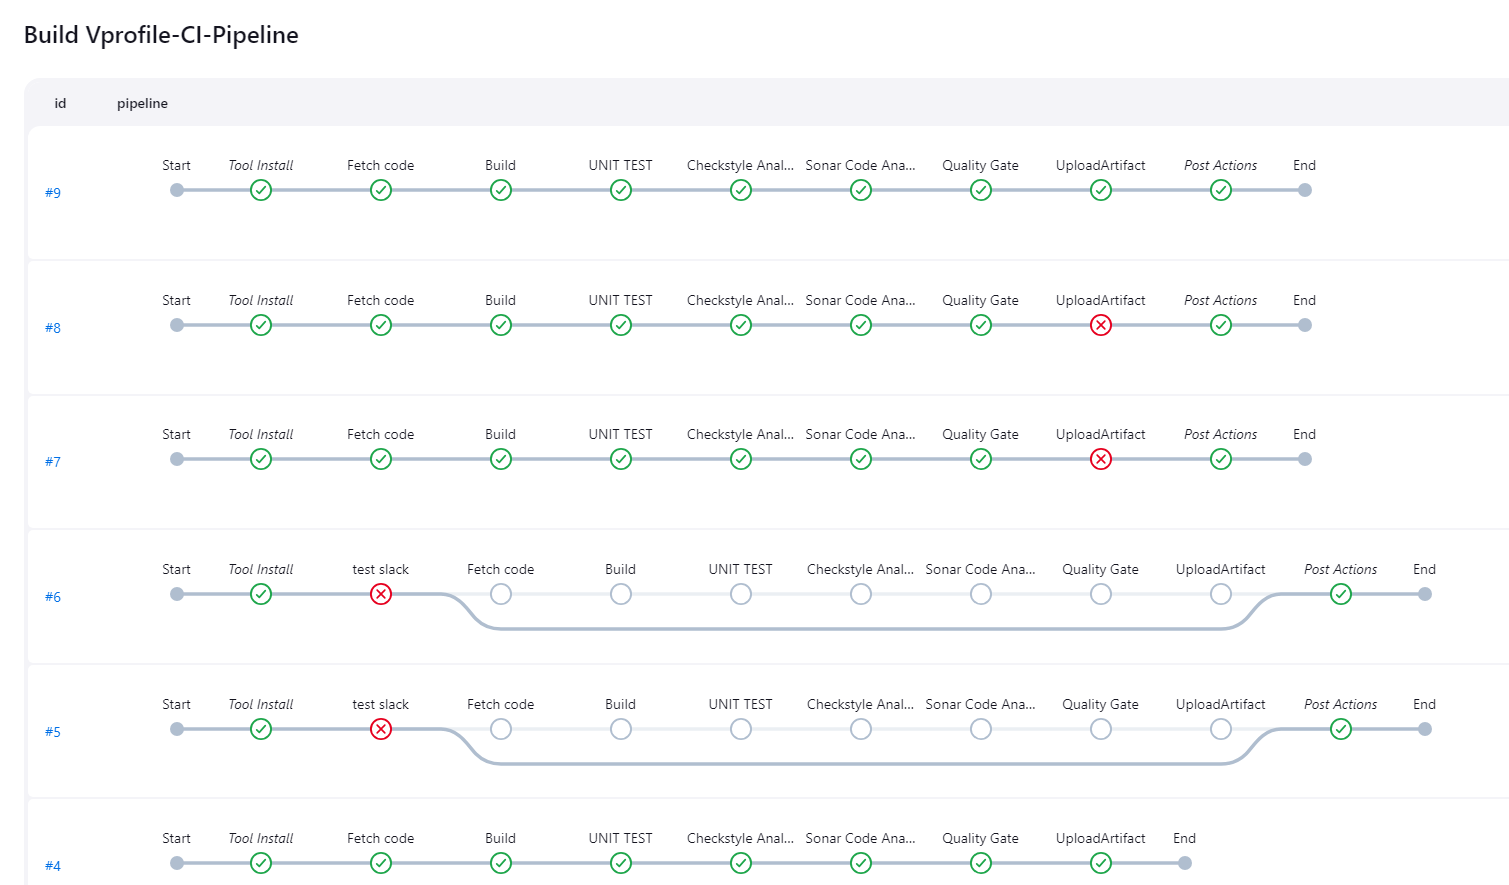 Build Vprofile-CI-Pipeline
id pipeline
Start Tool Install Fetch code Build UNIT TEST Checkstyle Anal... Sonar Code Ana... Quality Gate UploadArtifact Post Actions End
#9
Start Tool Install Fetch code Build UNIT TEST Checkstyle Anal... Sonar Code Ana... Quality Gate UploadArtifact Post Actions End
#8
Start Tool Install Fetch code Build UNIT TEST Checkstyle Anal... Sonar Code Ana... Quality Gate UploadArtifact Post Actions End
#7
Start Tool Install test slack Fetch code Build UNIT TEST Checkstyle Anal... Sonar Code Ana... Quality Gate UploadArtifact Post Actions End
#6
Start Tool Install test slack Fetch code Build UNIT TEST Checkstyle Anal... Sonar Code Ana... Quality Gate UploadArtifact Post Actions End
#5
Start Tool Install Fetch code Build UNIT TEST Checkstyle Anal... Sonar Code Ana... Quality Gate UploadArtifact End
#4